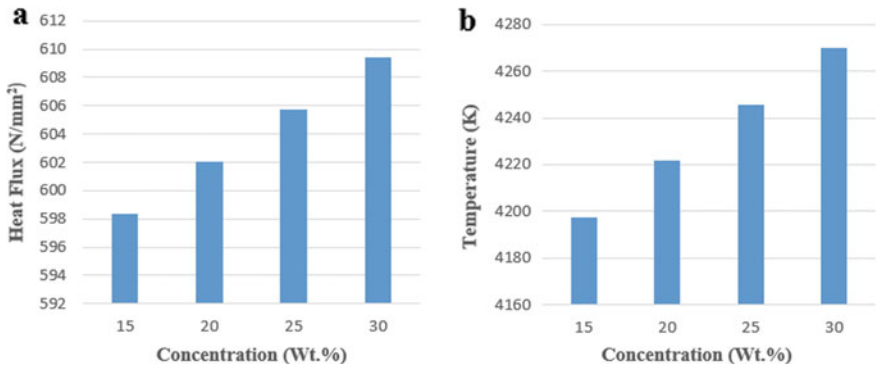 a
Heat Flux (N/mm²)
612
610
608
606
604
602
600
598
596
594
592
15 20 25 30
Concentration (Wt.%)
b
Temperature (K)
4280
4260
4240
4220
4200
4180
4160
15 20 25 30
Concentration (Wt.%)